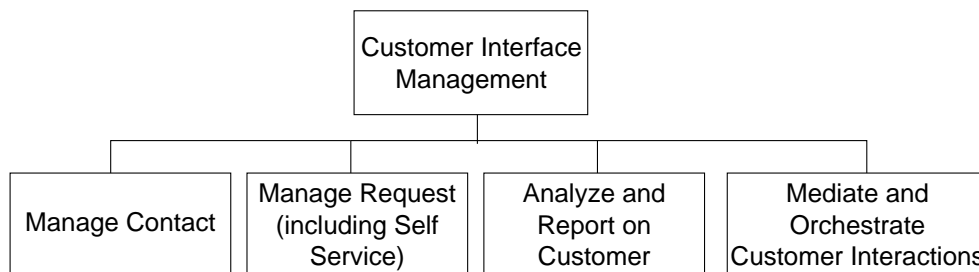 Customer Interface
Management
Manage Contact
Manage Request
(including Self
Service)
Analyze and
Report on
Customer
Mediate and
Orchestrate
Customer Interactions